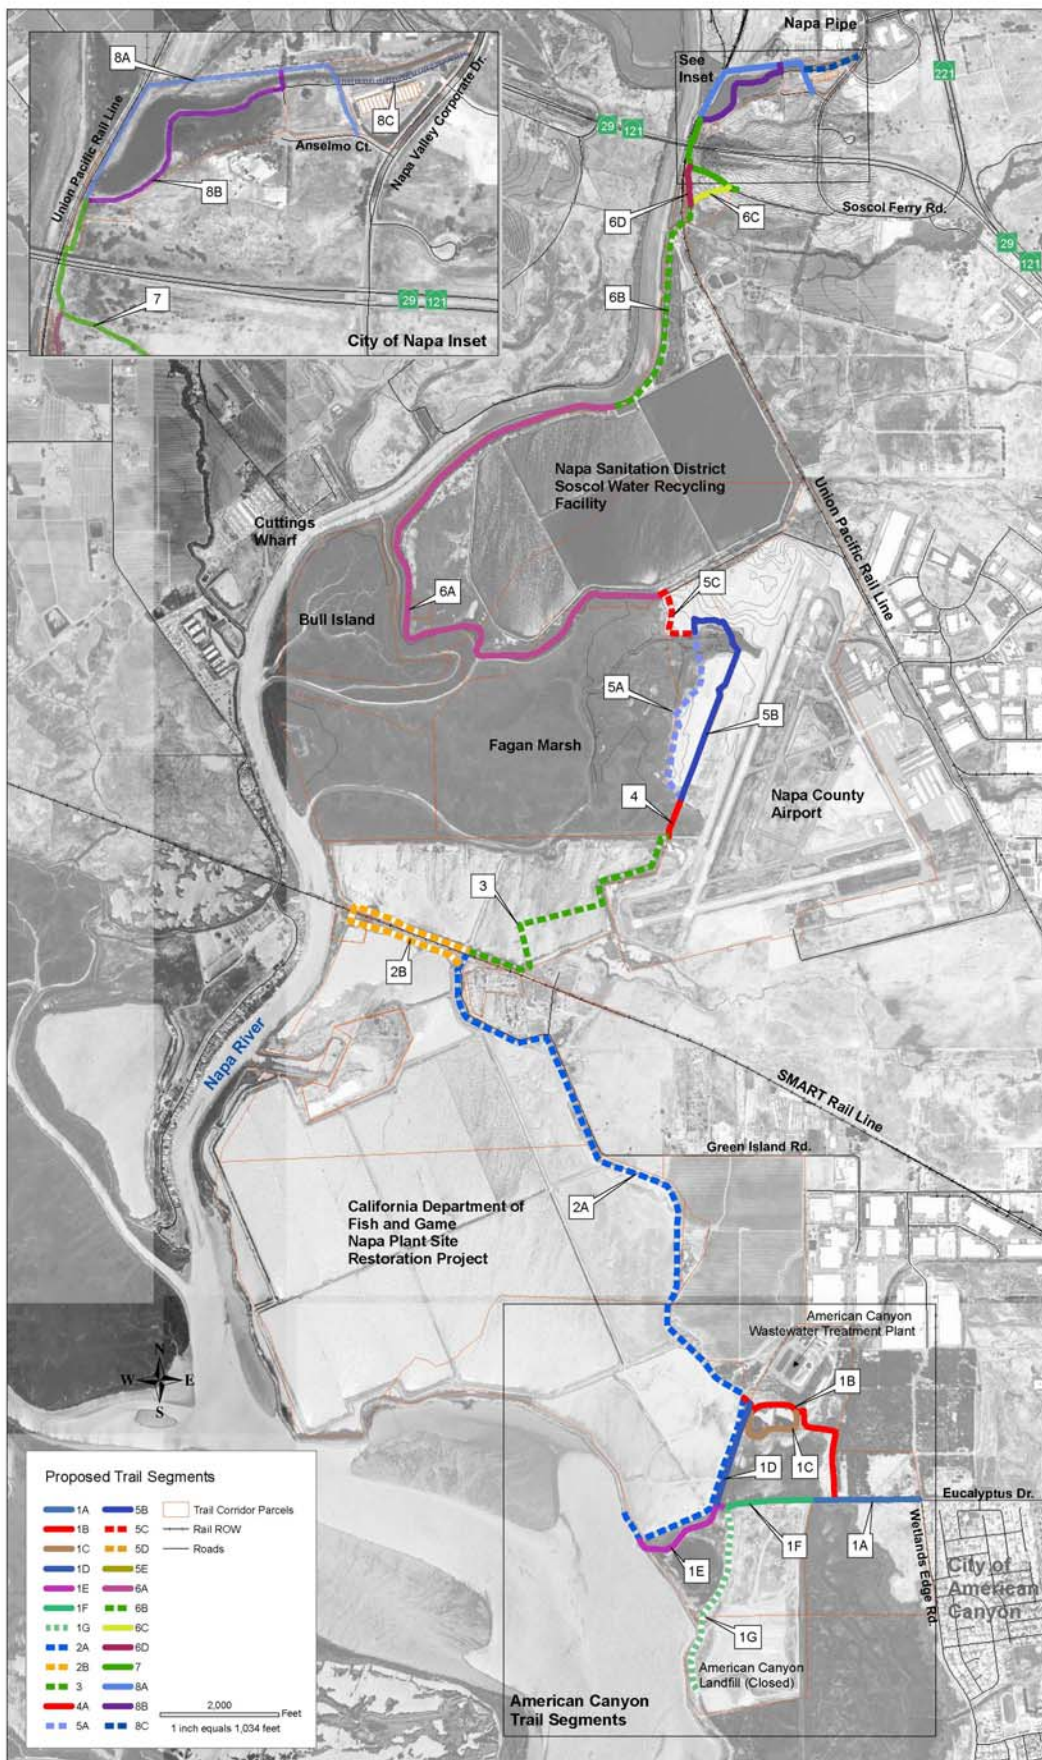 8A
Union Pacific Rail Line
8C
Anselmo Ct.
Napa Valley Corporate Dr.
8B
7
29
121
City of Napa Inset
Napa Pipe
See
Inset
221
29
121
6D
6C
Soscol Ferry Rd.
29
121
6B
Napa Sanitation District
Soscol Water Recycling
Facility
Union Pacific Rail Line
Cuttings
Wharf
6A
5C
Bull Island
5A
5B
Fagan Marsh
4
Napa County
Airport
3
2B
Napa River
SMART Rail Line
Green Island Rd.
2A
California Department of
Fish and Game
Napa Plant Site
Restoration Project
American Canyon
Wastewater Treatment Plant
N
W
E
S
1B
1D
1C
Eucalyptus Dr.
1F
1A
Wetlands Edge Rd.
1E
City of
American
Canyon
1G
American Canyon
Landfill (Closed)
American Canyon
Trail Segments
Proposed Trail Segments
1A
1B
1C
1D
1E
1F
1G
2A
2B
3
4A
5A
5B
5C
5D
5E
6A
6B
6C
6D
7
8A
8B
8C
Trail Corridor Parcels
Rail ROW
Roads
2,000
Feet
1 inch equals 1,034 feet